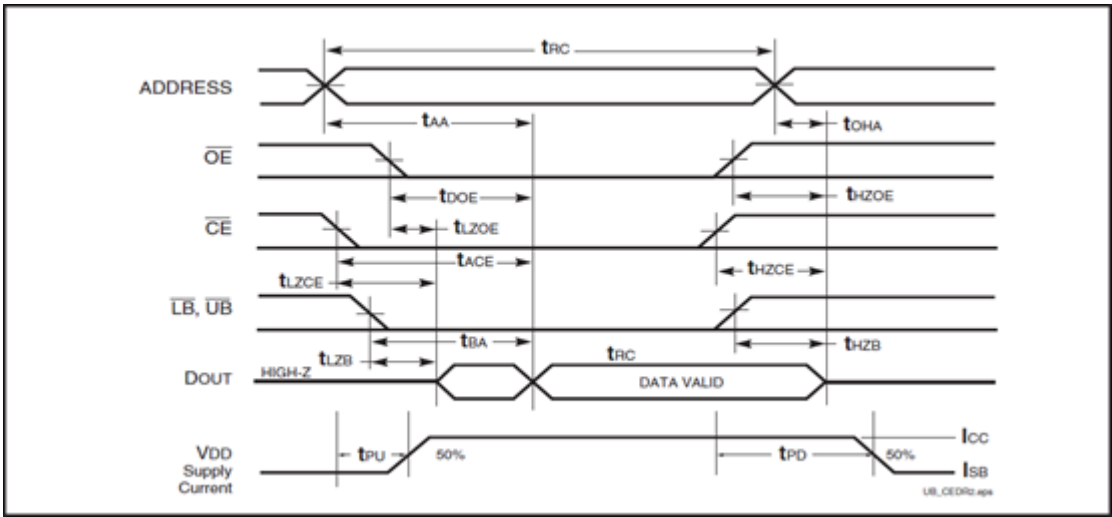 tRC
ADDRESS
tAA
tOHA
OE
tDOE
tHZOE
tLZOE
CE
tACE
tHZCE
tLZCE
LB, UB
tBA
tHZB
tLZB
tRC
DOUT
HIGH-Z
DATA VALID
ICC
VDD
Supply
Current
tPU
50%
tPD
50%
ISB
UB_CEDR2.eps